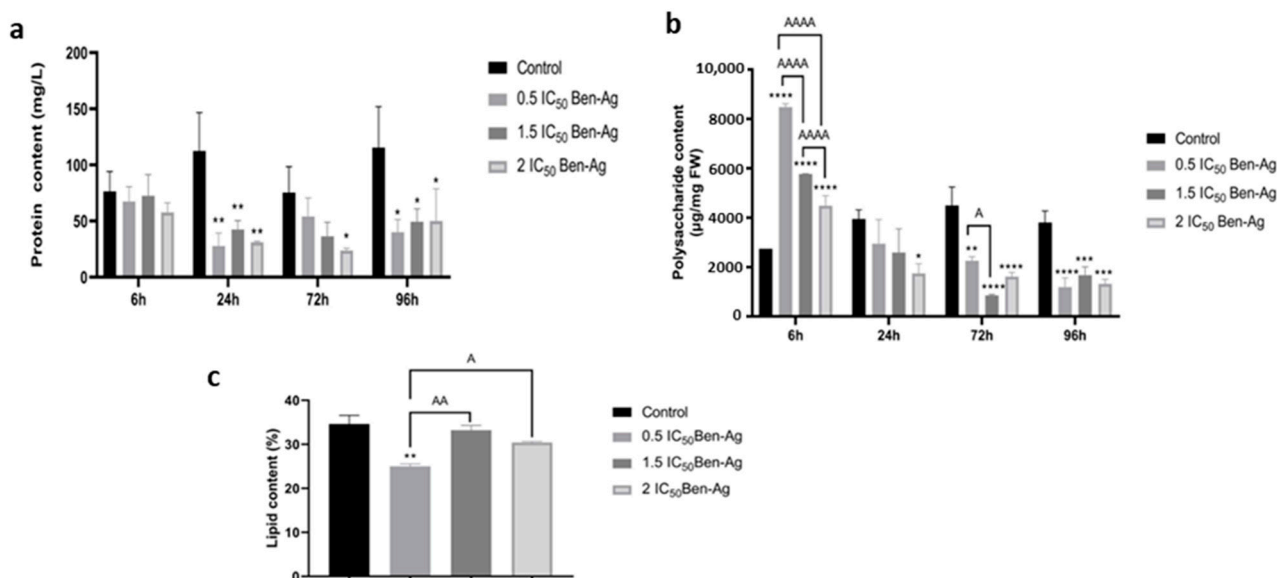 a
Protein content (mg/L)
200
150
100
50
0
** ** **
*
* * *
6h 24h 72h 96h
Control
0.5 IC₅₀ Ben-Ag
1.5 IC₅₀ Ben-Ag
2 IC₅₀ Ben-Ag
b
Polysaccharide content
(µg/mg FW)
10,000
8000
6000
4000
2000
0
AAAA
AAAA
AAAA
**** **** ****
*
A
** **** ****
**** *** ***
6h 24h 72h 96h
Control
0.5 IC₅₀ Ben-Ag
1.5 IC₅₀ Ben-Ag
2 IC₅₀ Ben-Ag
c
Lipid content (%)
40
30
20
10
0
A
AA
**
Control
0.5 IC₅₀Ben-Ag
1.5 IC₅₀Ben-Ag
2 IC₅₀Ben-Ag